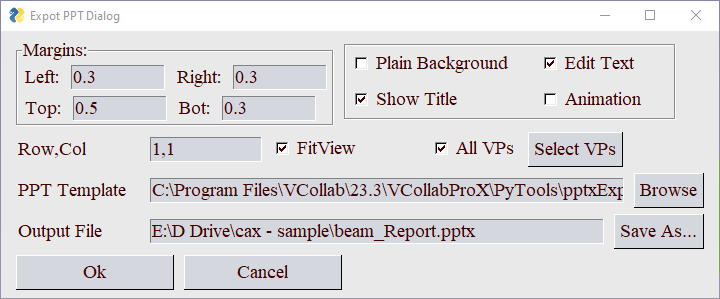 Expot PPT Dialog
Margins:
Left: 0.3 Right: 0.3
Top: 0.5 Bot: 0.3
Plain Background Edit Text
Show Title Animation
Row,Col 1,1 FitView All VPs Select VPs
PPT Template C:\Program Files\VCollab\23.3\VCollabProX\PyTools\pptxExp Browse
Output File E:\D Drive\cax - sample\beam_Report.pptx Save As...
Ok Cancel